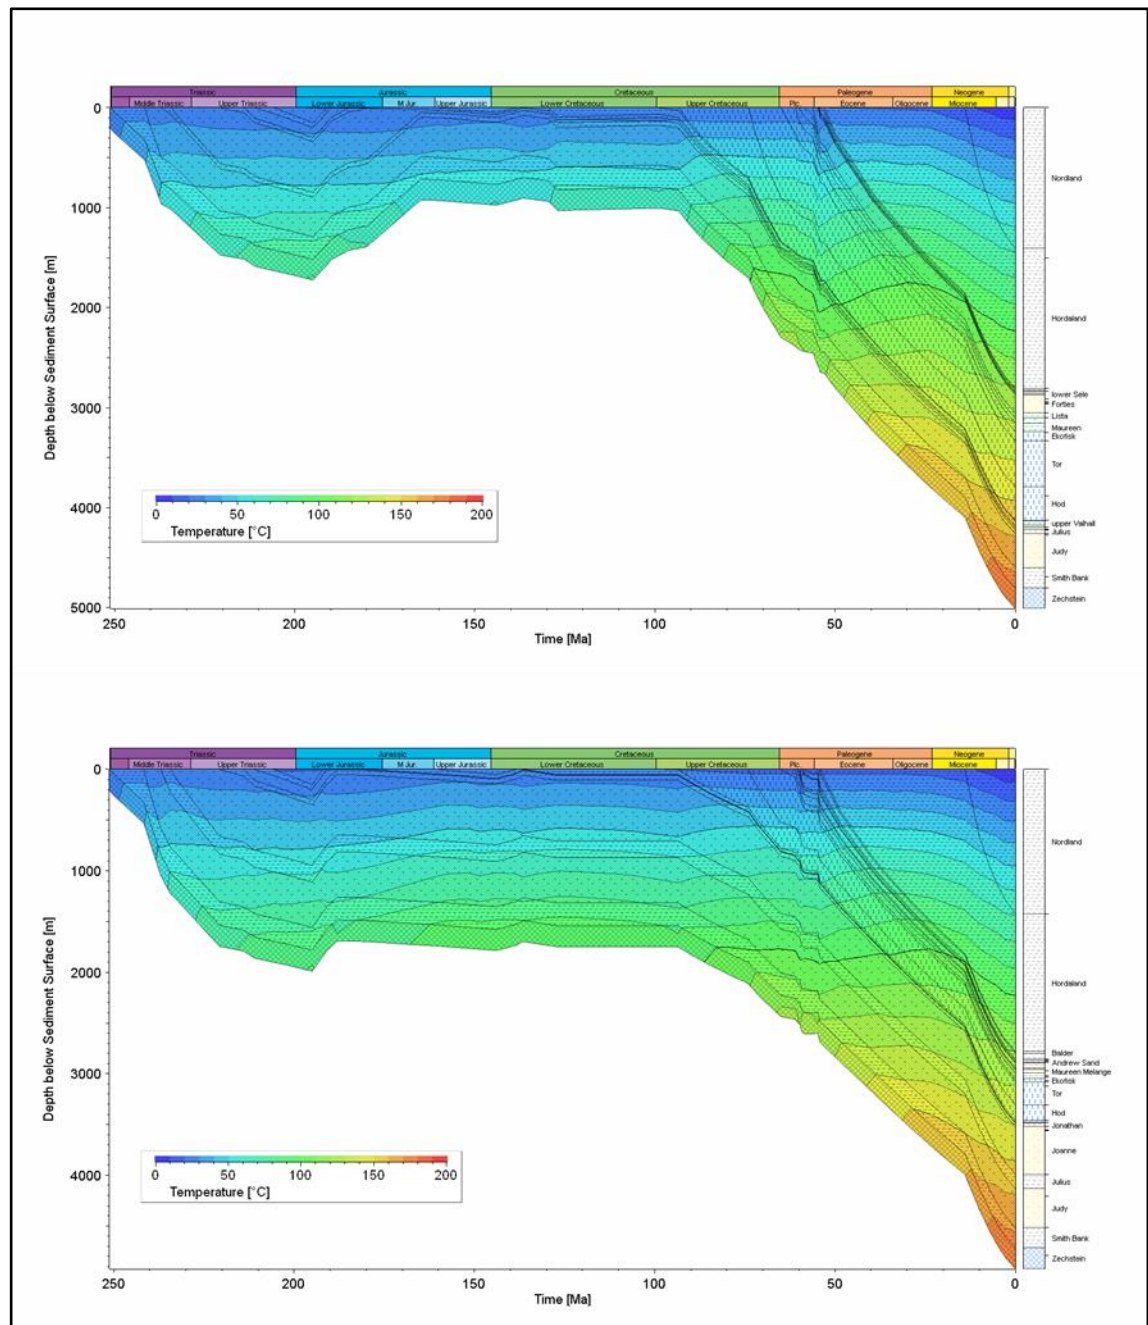 Triassic Jurassic Cretaceous Paleogene Neogene
Middle Triassic Upper Triassic Lower Jurassic M Jur. Upper Jurassic Lower Cretaceous Upper Cretaceous Plc. Eocene Oligocene Miocene
0
1000
2000
3000
4000
5000
Depth below Sediment Surface [m]
Nordland
Hordaland
lower Sele
Forties
Lista
Maureen
Ekofisk
Tor
Hod
upper Valhall
Julius
Judy
Smith Bank
Zechstein
0 50 100 150 200
Temperature [°C]
250 200 150 100 50 0
Time [Ma]
Triassic Jurassic Cretaceous Paleogene Neogene
Middle Triassic Upper Triassic Lower Jurassic M Jur. Upper Jurassic Lower Cretaceous Upper Cretaceous Plc. Eocene Oligocene Miocene
0
1000
2000
3000
4000
Depth below Sediment Surface [m]
Nordland
Hordaland
Balder
Andrew Sand
Maureen Melange
Ekofisk
Tor
Hod
Jonathan
Joanne
Julius
Judy
Smith Bank
Zechstein
0 50 100 150 200
Temperature [°C]
250 200 150 100 50 0
Time [Ma]